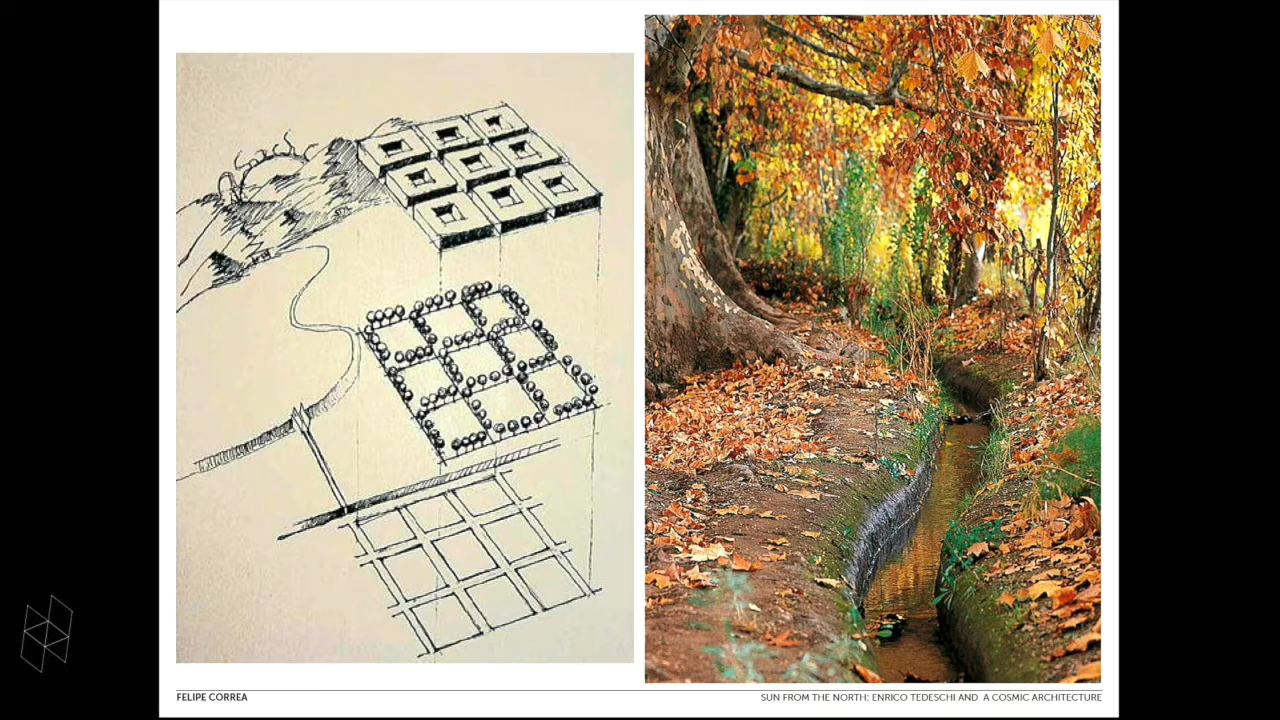 FELIPE CORREA
SUN FROM THE NORTH: ENRICO TEDESCHI AND A COSMIC ARCHITECTURE